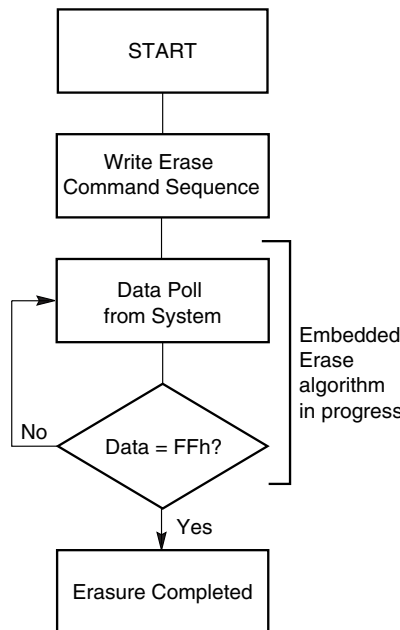 START
Write Erase
Command Sequence
Data Poll
from System
Embedded
Erase
algorithm
in progress
No
Data = FFh?
Yes
Erasure Completed